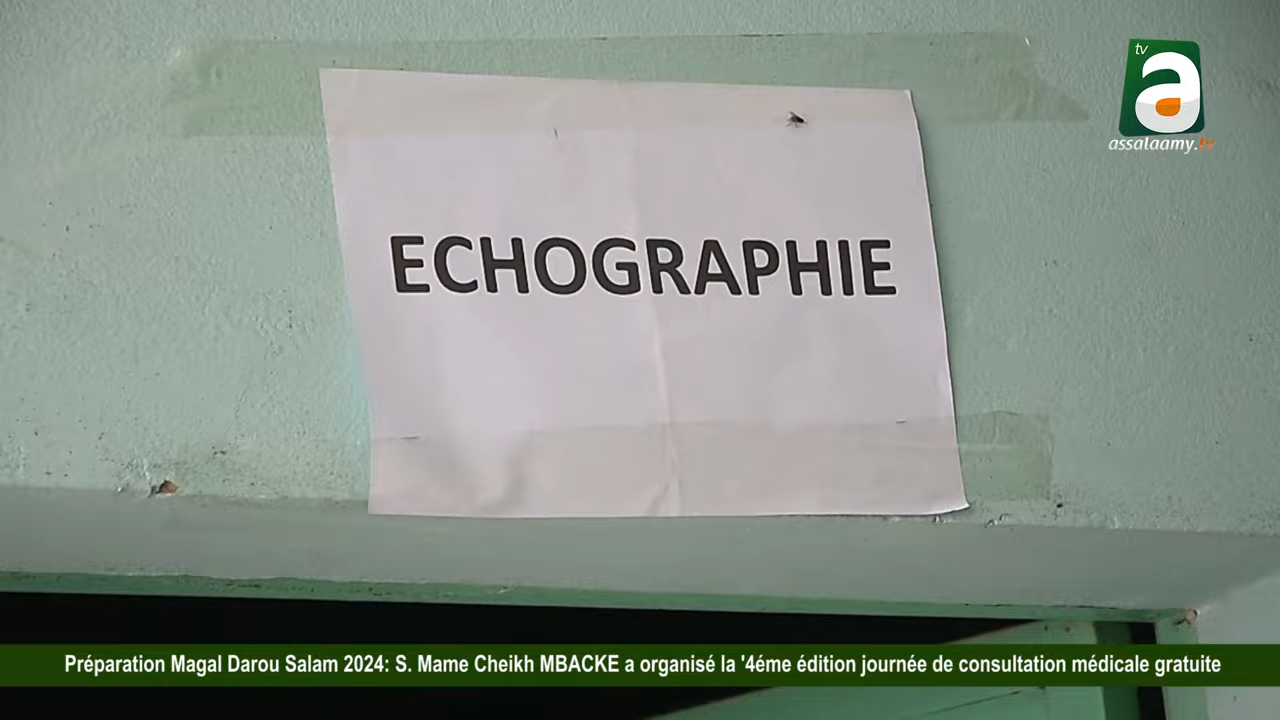 tv
a
assalaamy.tv
ECHOGRAPHIE
Préparation Magal Darou Salam 2024: S. Mame Cheikh MBACKE a organisé la '4éme édition journée de consultation médicale gratuite